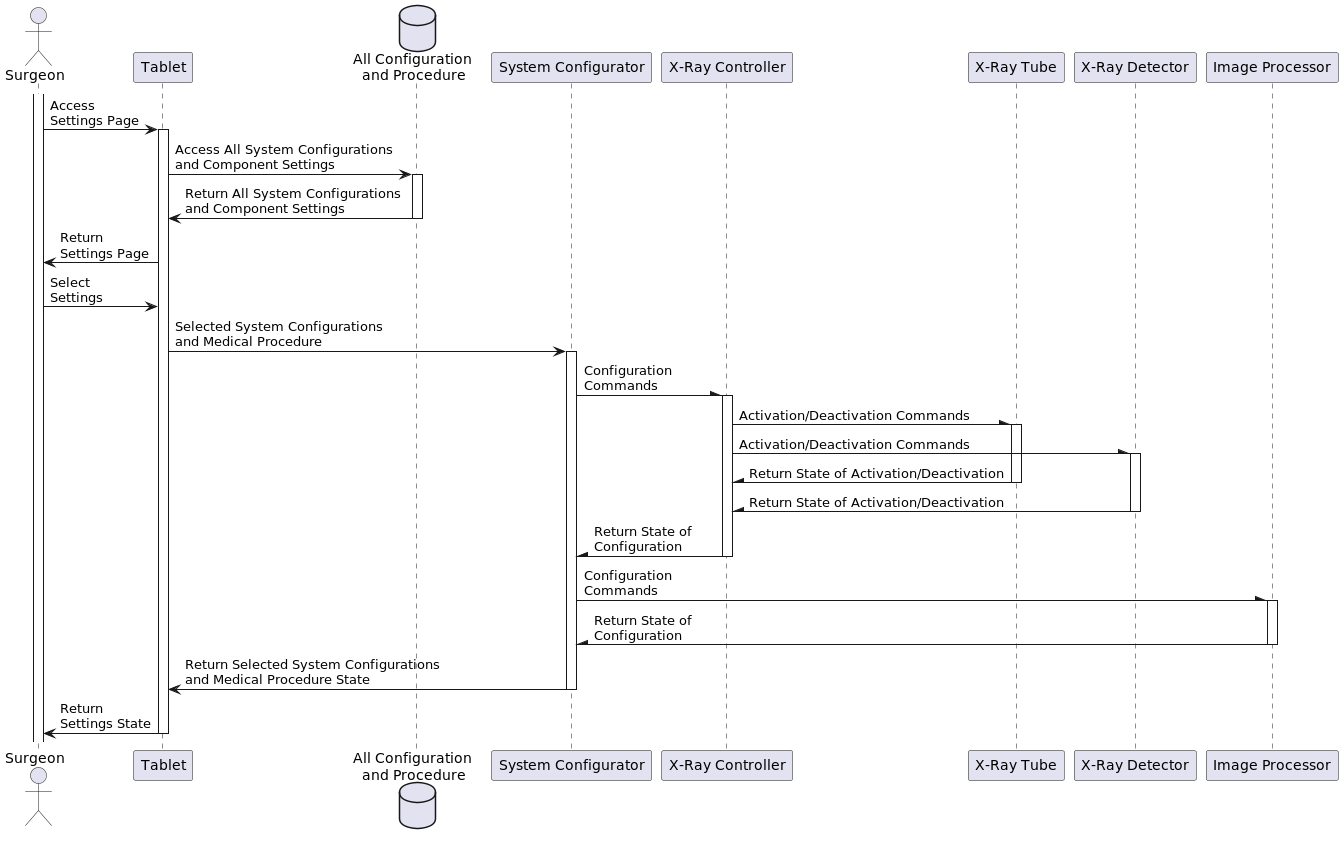 Surgeon
Tablet
All Configuration
and Procedure
System Configurator
X-Ray Controller
X-Ray Tube
X-Ray Detector
Image Processor
Access
Settings Page
Access All System Configurations
and Component Settings
Return All System Configurations
and Component Settings
Return
Settings Page
Select
Settings
Selected System Configurations
and Medical Procedure
Configuration
Commands
Activation/Deactivation Commands
Activation/Deactivation Commands
Return State of Activation/Deactivation
Return State of Activation/Deactivation
Return State of
Configuration
Configuration
Commands
Return State of
Configuration
Return Selected System Configurations
and Medical Procedure State
Return
Settings State
Surgeon
Tablet
All Configuration
and Procedure
System Configurator
X-Ray Controller
X-Ray Tube
X-Ray Detector
Image Processor